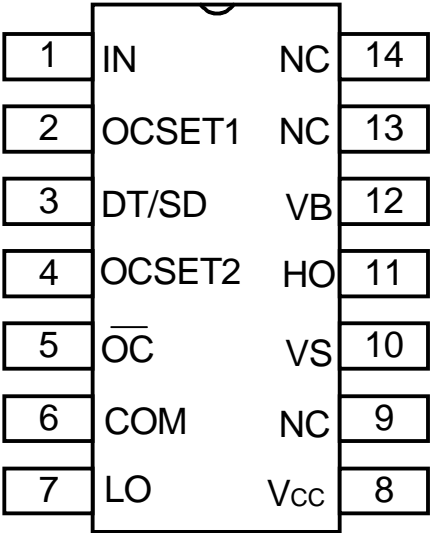 1 IN NC 14
2 OCSET1 NC 13
3 DT/SD VB 12
4 OCSET2 HO 11
5 O̅C̅ VS 10
6 COM NC 9
7 LO Vcc 8